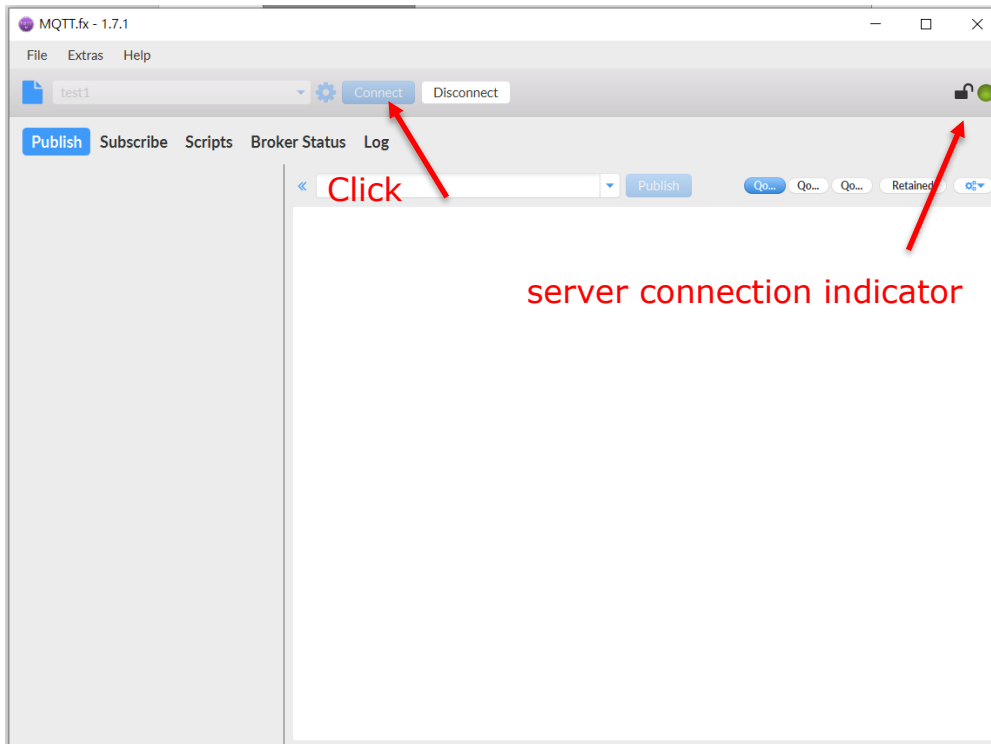 MQTT.fx - 1.7.1
File Extras Help
test1 Connect Disconnect
Publish Subscribe Scripts Broker Status Log
Click Publish Qo... Qo... Qo... Retained
server connection indicator